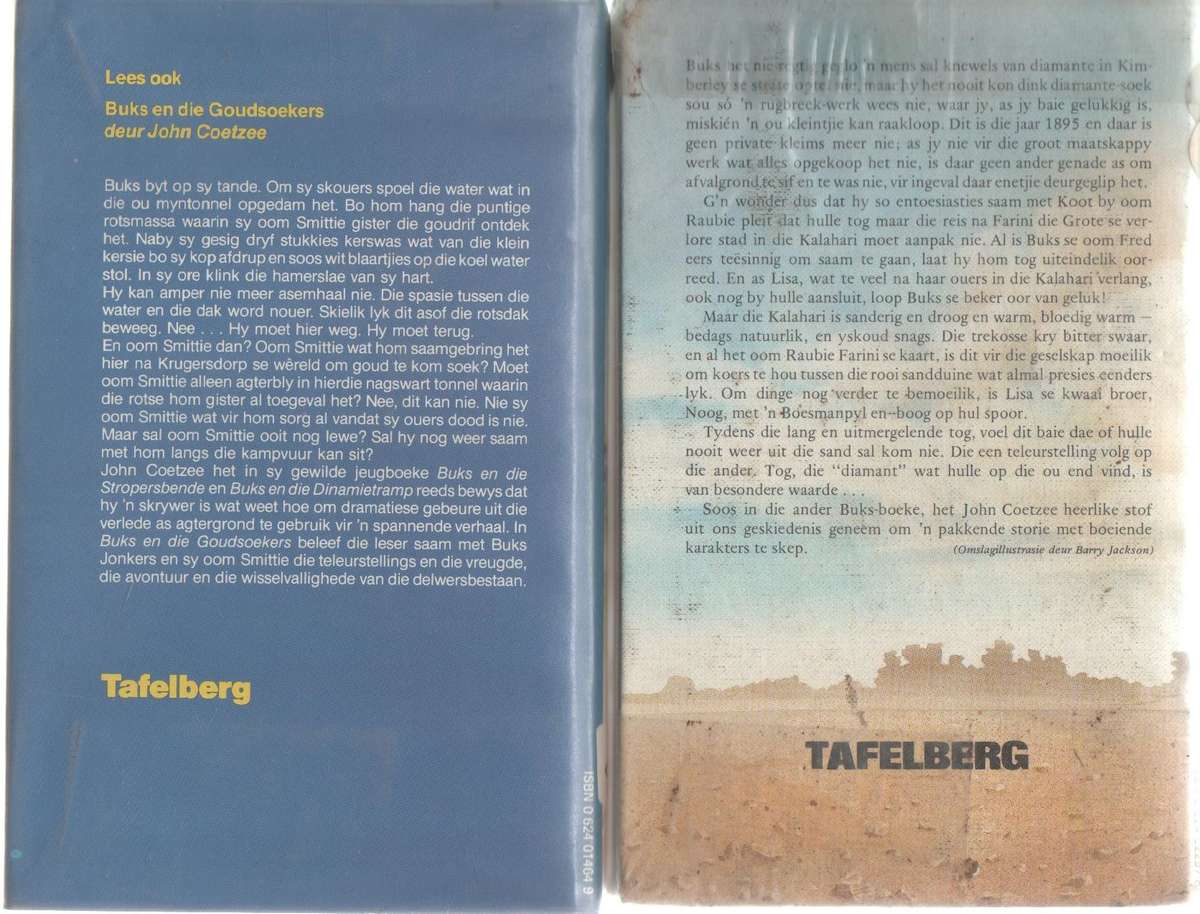 Lees ook
Buks en die Goudsoekers
deur John Coetzee
Buks byt op sy tande. Om sy skouers spoel die water wat in
die ou myntonnel opgedam het. Bo hom hang die puntige
rotsmassa waarin sy oom Smittie gister die goudrif ontdek
het. Naby sy gesig dryf stukkies kerswas wat van die klein
kersie bo sy kop afdrup en soos wit blaartjies op die koel water
stol. In sy ore klink die hamerslae van sy hart.
Hy kan amper nie meer asemhaal nie. Die spasie tussen die
water en die dak word nouer. Skielik lyk dit asof die rotsdak
beweeg. Nee . . . Hy moet hier weg. Hy moet terug.
En oom Smittie dan? Oom Smittie wat hom saamgebring het
hier na Krugersdorp se wêreld om goud te kom soek? Moet
oom Smittie alleen agterbly in hierdie nagswart tonnel waarin
die rotse hom gister al toegeval het? Nee, dit kan nie. Nie sy
oom Smittie wat vir hom sorg al vandat sy ouers dood is nie.
Maar sal oom Smittie ooit nog lewe? Sal hy nog weer saam
met hom langs die kampvuur kan sit?
John Coetzee het in sy gewilde jeugboeke Buks en die
Stropersbende en Buks en die Dinamietramp reeds bewys dat
hy 'n skrywer is wat weet hoe om dramatiese gebeure uit die
verlede as agtergrond te gebruik vir 'n spannende verhaal. In
Buks en die Goudsoekers beleef die leser saam met Buks
Jonkers en sy oom Smittie die teleurstellings en die vreugde,
die avontuur en die wisselvallighede van die delwersbestaan.
Tafelberg
ISBN 0 624 01464 9
Buks het nie regtig geglo 'n mens sal knewels van diamante in Kim-
berley se strate optel nie, maar hy het nooit kon dink diamante-soek
sou só 'n rugbreek-werk wees nie, waar jy, as jy baie gelukkig is,
miskién 'n ou kleintjie kan raakloop. Dit is die jaar 1895 en daar is
geen private kleims meer nie; as jy nie vir die groot maatskappy
werk wat alles opgekoop het nie, is daar geen ander genade as om
afvalgrond te sif en te was nie, vir ingeval daar enetjie deurgeglip het.
G'n wonder dus dat hy so entoesiasties saam met Koot by oom
Raubie pleit dat hulle tog maar die reis na Farini die Grote se ver-
lore stad in die Kalahari moet aanpak nie. Al is Buks se oom Fred
eers teësinnig om saam te gaan, laat hy hom tog uiteindelik oor-
reed. En as Lisa, wat te veel na haar ouers in die Kalahari verlang,
ook nog by hulle aansluit, loop Buks se beker oor van geluk!
Maar die Kalahari is sanderig en droog en warm, bloedig warm —
bedags natuurlik, en yskoud snags. Die trekosse kry bitter swaar,
en al het oom Raubie Farini se kaart, is dit vir die geselskap moeilik
om koers te hou tussen die rooi sandduine wat almal presies eenders
lyk. Om dinge nog verder te bemoeilik, is Lisa se kwaai broer,
Noog, met 'n Boesmanpyl en -boog op hul spoor.
Tydens die lang en uitmergelende tog, voel dit baie dae of hulle
nooit weer uit die sand sal kom nie. Die een teleurstelling volg op
die ander. Tog, die "diamant" wat hulle op die ou end vind, is
van besondere waarde . . .
Soos in die ander Buks-boeke, het John Coetzee heerlike stof
uit ons geskiedenis geneem om 'n pakkende storie met boeiende
karakters te skep.
(Omslagillustrasie deur Barry Jackson)
TAFELBERG